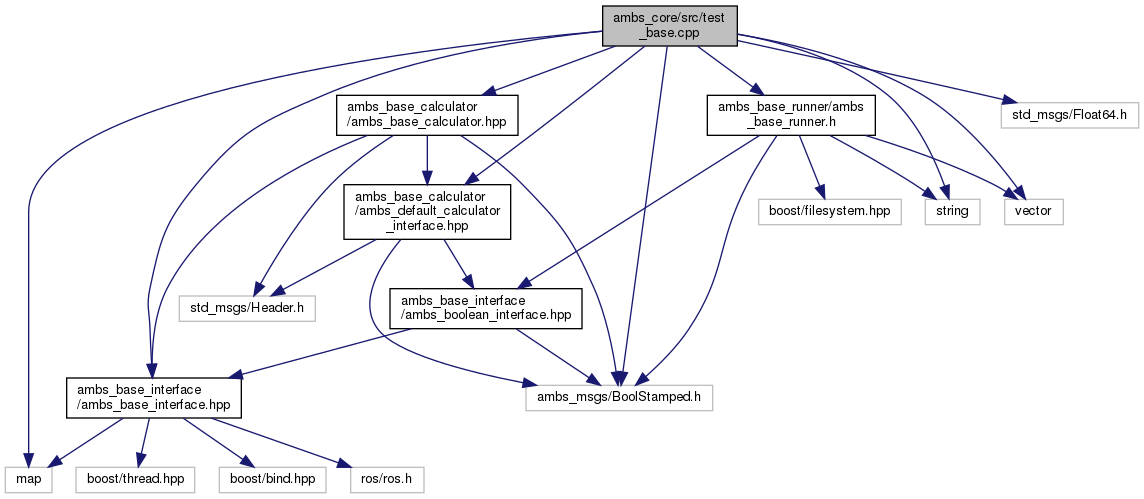 ambs_core/src/test
_base.cpp
ambs_base_calculator
/ambs_base_calculator.hpp
ambs_base_runner/ambs
_base_runner.h
std_msgs/Float64.h
ambs_base_calculator
/ambs_default_calculator
_interface.hpp
boost/filesystem.hpp
string
vector
std_msgs/Header.h
ambs_base_interface
/ambs_boolean_interface.hpp
ambs_base_interface
/ambs_base_interface.hpp
ambs_msgs/BoolStamped.h
map
boost/thread.hpp
boost/bind.hpp
ros/ros.h